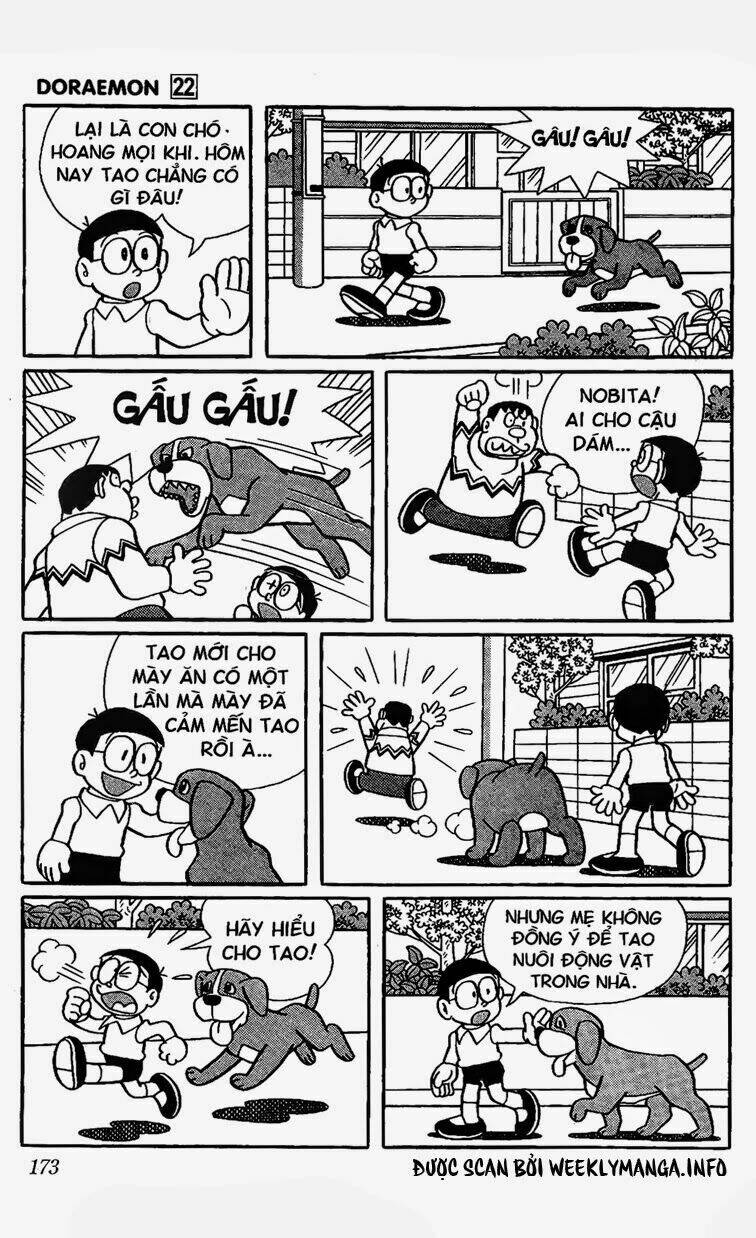 DORAEMON 22
GÂU! GÂU!
LẠI LÀ CON CHÓ
HOANG MỌI KHI. HÔM
NAY TAO CHẲNG CÓ
GÌ ĐÂU!
NOBITA!
AI CHO CẬU
DÁM...
GẤU GẤU!
TAO MỚI CHO
MÀY ĂN CÓ MỘT
LẦN MÀ MÀY ĐÃ
CẢM MẾN TAO
RỒI À...
NHƯNG MẸ KHÔNG
ĐỒNG Ý ĐỂ TAO
NUÔI ĐỘNG VẬT
TRONG NHÀ.
HÃY HIỂU
CHO TAO!
173
ĐƯỢC SCAN BỞI WEEKLYMANGA.INFO